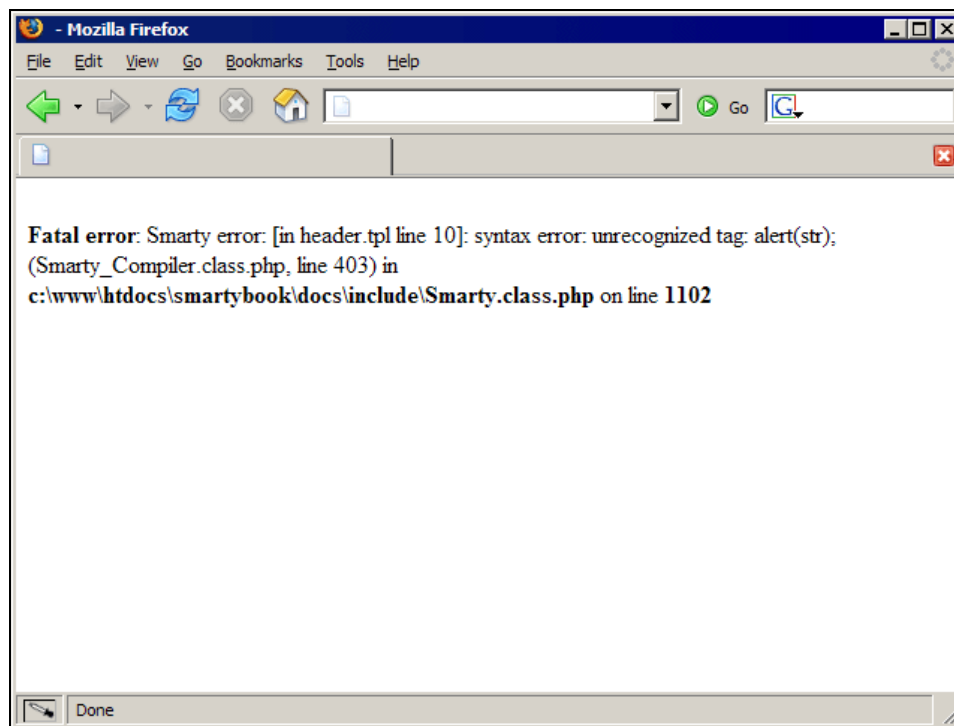 - Mozilla Firefox
File Edit View Go Bookmarks Tools Help
Go G
Fatal error: Smarty error: [in header.tpl line 10]: syntax error: unrecognized tag: alert(str);
(Smarty_Compiler.class.php, line 403) in
c:\www\htdocs\smartybook\docs\include\Smarty.class.php on line 1102
Done